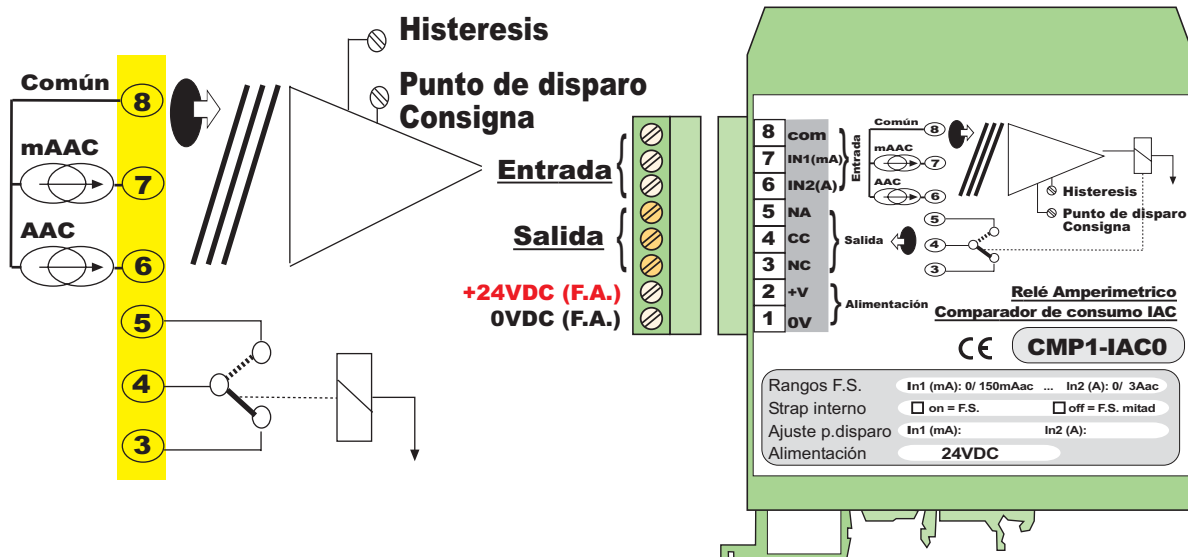 Histeresis
Punto de disparo
Consigna
Común
8
mAAC
7
AAC
6
5
4
3
Entrada
Salida
+24VDC (F.A.)
0VDC (F.A.)
8 com
7 IN1(mA)
6 IN2(A)
5 NA
4 CC
3 NC
2 +V
1 0V
Entrada
Salida
Alimentación
Común
8
mAAC
7
AAC
6
5
4
3
Histeresis
Punto de disparo
Consigna
Relé Amperimetrico
Comparador de consumo IAC
CE CMP1-IAC0
Rangos F.S. In1 (mA): 0/ 150mAac ... In2 (A): 0/ 3Aac
Strap interno on = F.S. off = F.S. mitad
Ajuste p.disparo In1 (mA): In2 (A):
Alimentación 24VDC